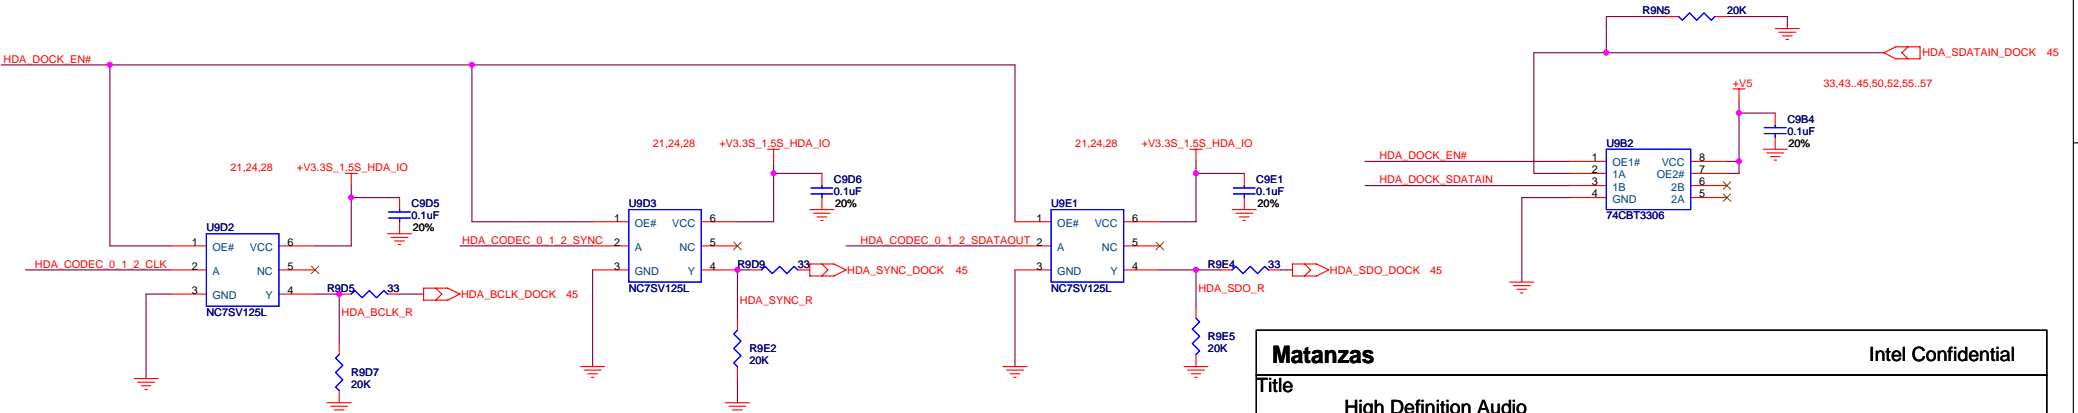 R9N5 20K
HDA_SDATAIN_DOCK 45
HDA_DOCK_EN#
+V5 33,43..45,50,52,55..57
C9B4
0.1uF
20%
U9B2
HDA_DOCK_EN# 1 OE1# VCC 8
2 1A OE2# 7
HDA_DOCK_SDATAIN 3 1B 2B 6
4 GND 2A 5
74CBT3306
21,24,28 +V3.3S_1.5S_HDA_IO
C9D5
0.1uF
20%
U9D2
1 OE# VCC 6
HDA_CODEC_0_1_2_CLK 2 A NC 5
3 GND Y 4
NC7SV125L
R9D5 33
HDA_BCLK_DOCK 45
HDA_BCLK_R
R9D7
20K
21,24,28 +V3.3S_1.5S_HDA_IO
C9D6
0.1uF
20%
U9D3
1 OE# VCC 6
HDA_CODEC_0_1_2_SYNC 2 A NC 5
3 GND Y 4
NC7SV125L
R9D9 33
HDA_SYNC_DOCK 45
HDA_SYNC_R
R9E2
20K
21,24,28 +V3.3S_1.5S_HDA_IO
C9E1
0.1uF
20%
U9E1
1 OE# VCC 6
HDA_CODEC_0_1_2_SDATAOUT 2 A NC 5
3 GND Y 4
NC7SV125L
R9E4 33
HDA_SDO_DOCK 45
HDA_SDO_R
R9E5
20K
Matanzas Intel Confidential
Title
High Definition Audio